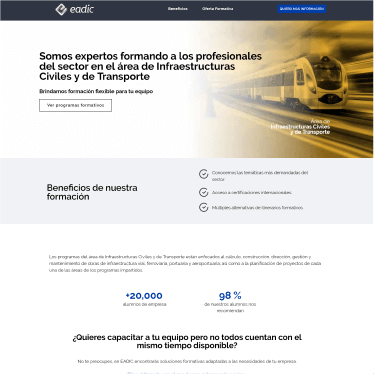 eadic
Beneficios
Oferta Formativa
QUIERO MÁS INFORMACIÓN
Somos expertos formando a los profesionales
del sector en el área de Infraestructuras
Civiles y de Transporte
Brindamos formación flexible para tu equipo
Ver programas formativos
Área de
Infraestructuras Civiles
y de Transporte
Beneficios de nuestra
formación
Conocemos las temáticas más demandadas del
sector.
Acceso a certificaciones internacionales.
Múltiples alternativas de itinerarios formativos.
Los programas del área de Infraestructuras Civiles y de Transporte están enfocados al cálculo, construcción, dirección, gestión y
mantenimiento de obras de infraestructura vial, ferroviaria, portuaria y aeroportuaria, así como a la planificación de proyectos de cada
una de las áreas de los programas impartidos.
+20,000
alumnos de empresa
98 %
de nuestros alumnos nos
recomiendan
¿Quieres capacitar a tu equipo pero no todos cuentan con el
mismo tiempo disponible?
No te preocupes, en EADIC encontrarás soluciones formativas adaptadas a las necesidades de tu empresa.